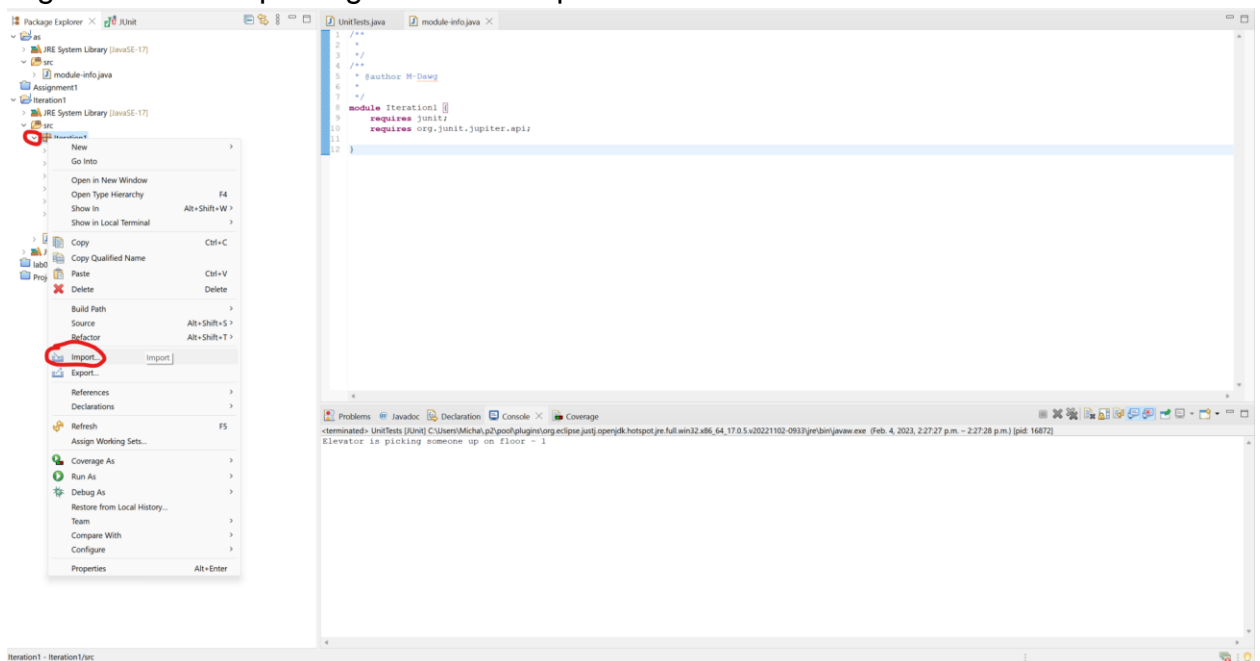 Package Explorer
JUnit
as
JRE System Library [JavaSE-17]
src
module-info.java
Assignment1
Iteration1
JRE System Library [JavaSE-17]
src
Iteration1
New
Go Into
Open in New Window
Open Type Hierarchy F4
Show In Alt+Shift+W
Show in Local Terminal
Copy Ctrl+C
Copy Qualified Name
Paste Ctrl+V
Delete Delete
Build Path
Source Alt+Shift+S
Refactor Alt+Shift+T
Import...
Import
Export...
References
Declarations
Refresh F5
Assign Working Sets...
Coverage As
Run As
Debug As
Restore from Local History...
Team
Compare With
Configure
Properties Alt+Enter
UnitTests.java
module-info.java
1 /**
2 *
3 */
4 /**
5 * @author M-Dawg
6 *
7 */
8 module Iteration1 {
9 requires junit;
10 requires org.junit.jupiter.api;
11
12 }
Problems Javadoc Declaration Console Coverage
<terminated> UnitTests [JUnit] C:\Users\Micha\.p2\pool\plugins\org.eclipse.justj.openjdk.hotspot.jre.full.win32.x86_64_17.0.5.v20221102-0933\jre\bin\javaw.exe (Feb. 4, 2023, 2:27:27 p.m. – 2:27:28 p.m.) [pid: 16872]
Elevator is picking someone up on floor - 1
Iteration1 - Iteration1/src